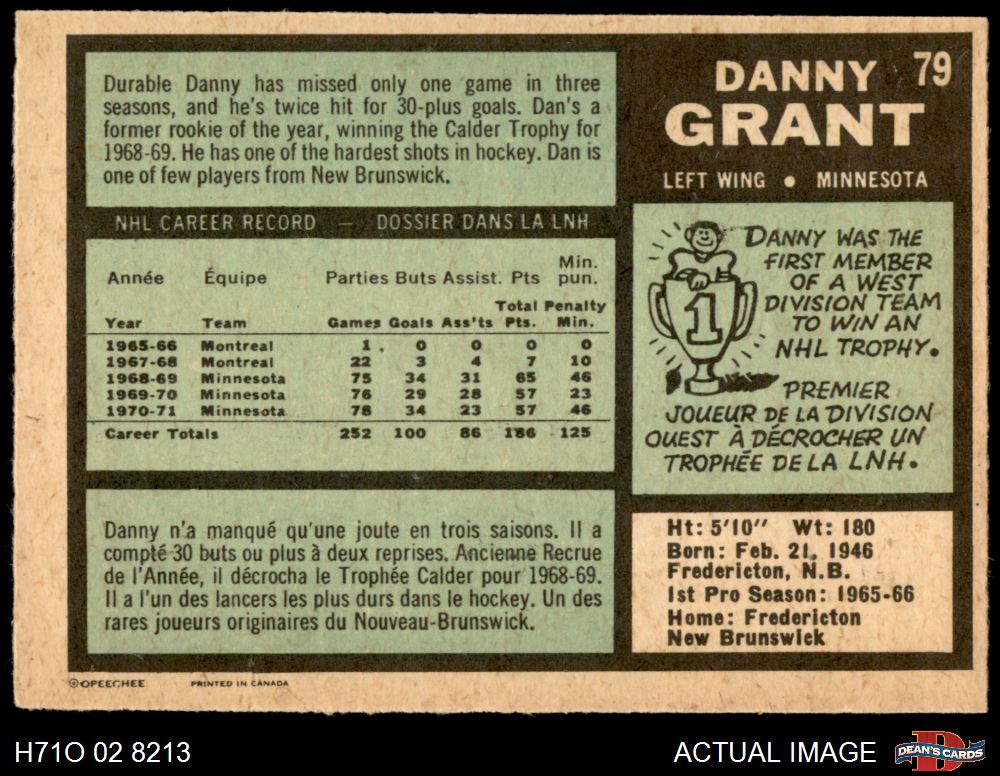 Durable Danny has missed only one game in three
seasons, and he's twice hit for 30-plus goals. Dan's a
former rookie of the year, winning the Calder Trophy for
1968-69. He has one of the hardest shots in hockey. Dan is
one of few players from New Brunswick.
DANNY 79
GRANT
LEFT WING ● MINNESOTA
NHL CAREER RECORD — DOSSIER DANS LA LNH
Année Équipe Parties Buts Assist. Pts Min. pun.
Year Team Games Goals Ass'ts Total Pts. Penalty Min.
1965-66 Montreal 1 0 0 0 0
1967-68 Montreal 22 3 4 7 10
1968-69 Minnesota 75 34 31 65 46
1969-70 Minnesota 76 29 28 57 23
1970-71 Minnesota 78 34 23 57 46
Career Totals 252 100 86 186 125
1
DANNY WAS THE
FIRST MEMBER
OF A WEST
DIVISION TEAM
TO WIN AN
NHL TROPHY.
PREMIER
JOUEUR DE LA DIVISION
OUEST À DÉCROCHER UN
TROPHÉE DE LA LNH.
Danny n'a manqué qu'une joute en trois saisons. Il a
compté 30 buts ou plus à deux reprises. Ancienne Recrue
de l'Année, il décrocha le Trophée Calder pour 1968-69.
Il a l'un des lancers les plus durs dans le hockey. Un des
rares joueurs originaires du Nouveau-Brunswick.
Ht: 5'10" Wt: 180
Born: Feb. 21, 1946
Fredericton, N.B.
1st Pro Season: 1965-66
Home: Fredericton
New Brunswick
©OPEECHEE PRINTED IN CANADA
H71O 02 8213
ACTUAL IMAGE
D
DEAN'S CARDS